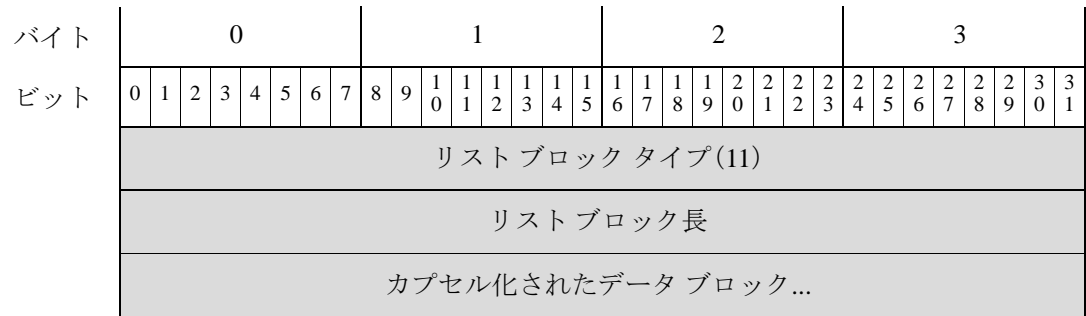 バイト 0 1 2 3
ビット 0 1 2 3 4 5 6 7 8 9 10 11 12 13 14 15 16 17 18 19 20 21 22 23 24 25 26 27 28 29 30 31
リスト ブロック タイプ(11)
リスト ブロック長
カプセル化されたデータ ブロック...